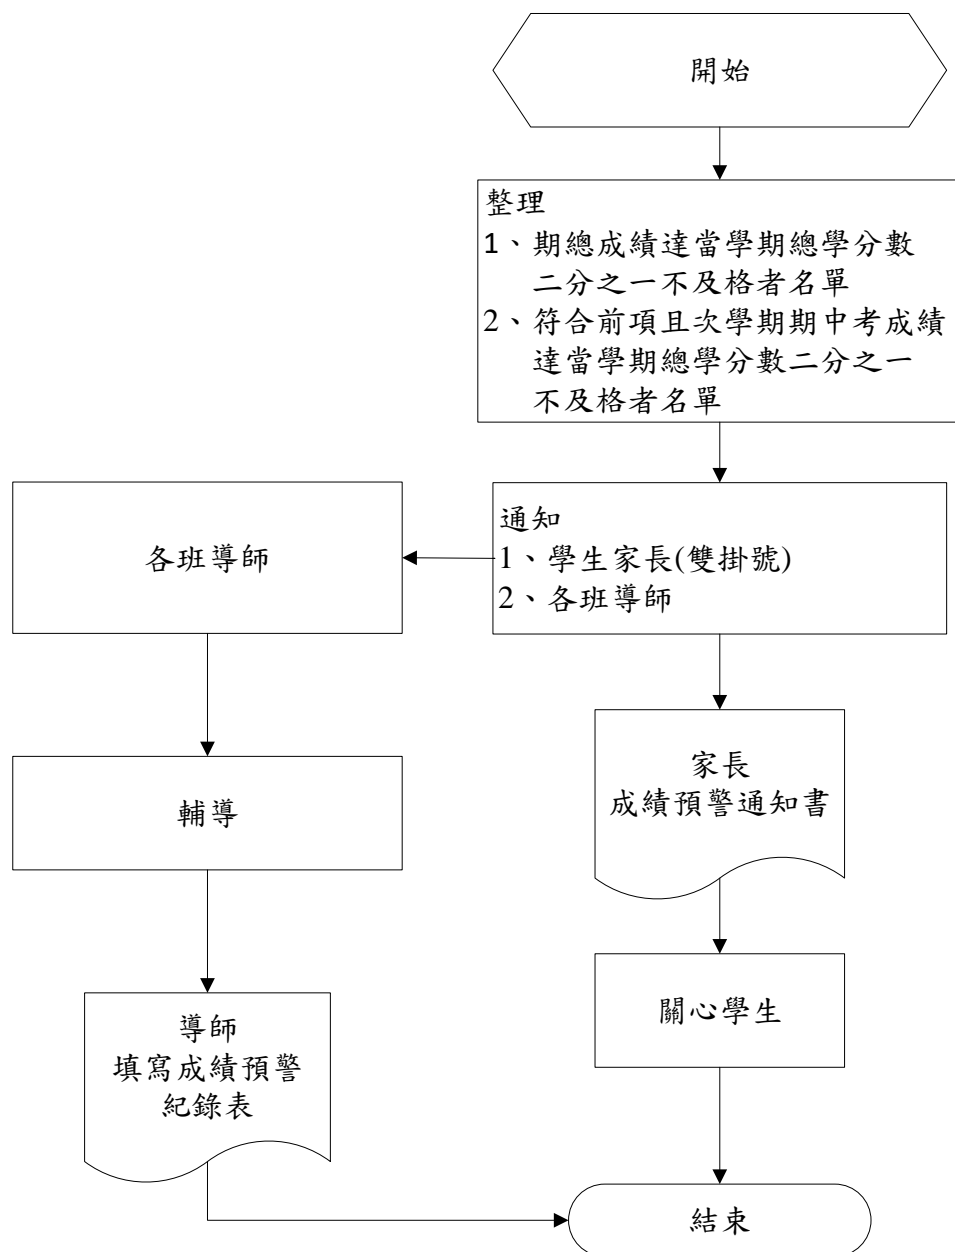 開始
整理
1、期總成績達當學期總學分數
二分之一不及格者名單
2、符合前項且次學期期中考成績
達當學期總學分數二分之一
不及格者名單
通知
1、學生家長(雙掛號)
2、各班導師
各班導師
家長
成績預警通知書
輔導
關心學生
導師
填寫成績預警
紀錄表
結束